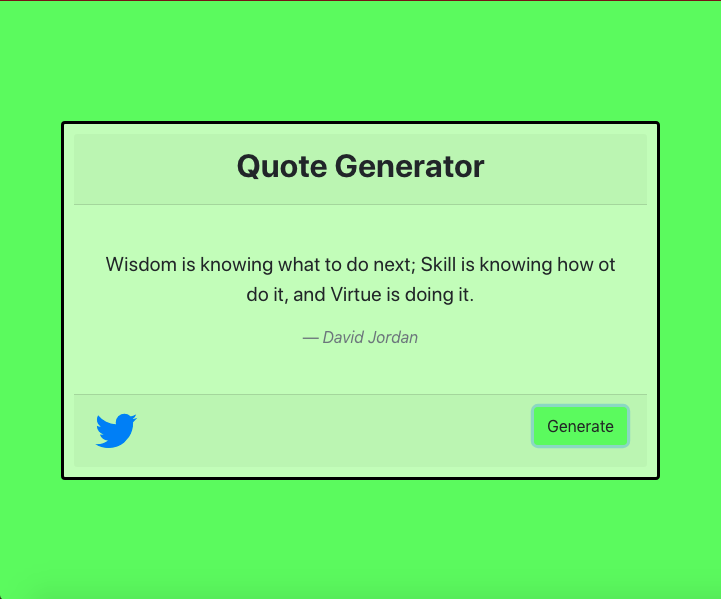 Quote Generator
Wisdom is knowing what to do next; Skill is knowing how ot
do it, and Virtue is doing it.
— David Jordan
Generate